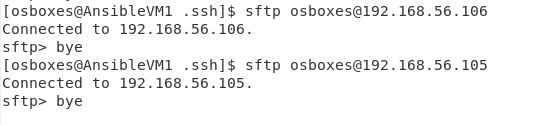 [osboxes@AnsibleVM1 .ssh]$ sftp osboxes@192.168.56.106
Connected to 192.168.56.106.
sftp> bye
[osboxes@AnsibleVM1 .ssh]$ sftp osboxes@192.168.56.105
Connected to 192.168.56.105.
sftp> bye